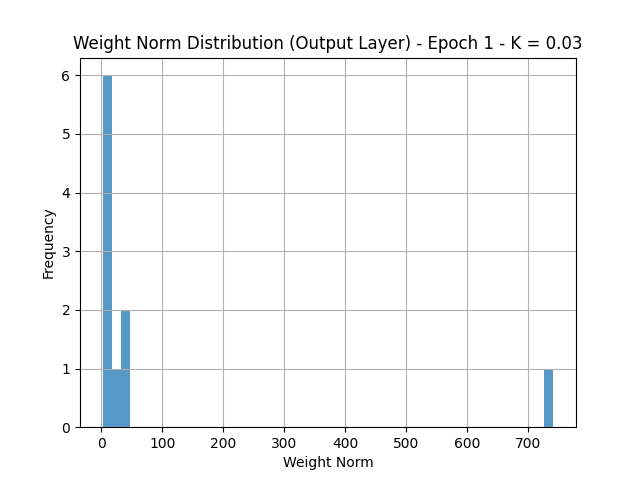 Weight Norm Distribution (Output Layer) - Epoch 1 - K = 0.03
6
5
4
3
2
1
0
Frequency
0 100 200 300 400 500 600 700
Weight Norm